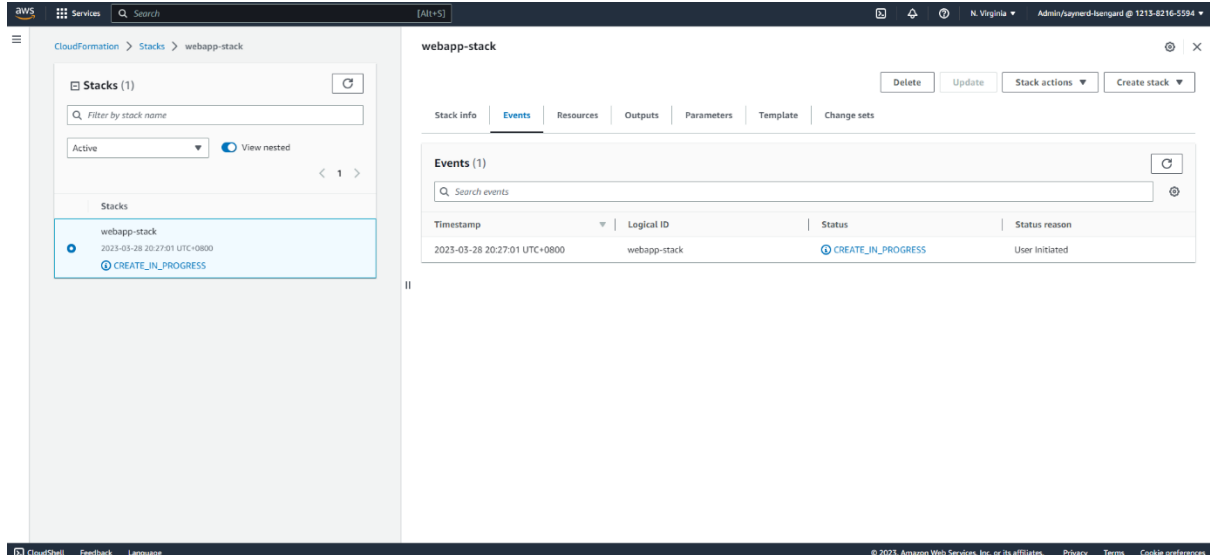 aws Services Search [Alt+S] N. Virginia Admin/saynerd-Isengard @ 1213-8216-5594
CloudFormation Stacks webapp-stack
Stacks (1)
Filter by stack name
Active View nested
1
Stacks
webapp-stack
2023-03-28 20:27:01 UTC+0800
CREATE_IN_PROGRESS
webapp-stack
Delete Update Stack actions Create stack
Stack info Events Resources Outputs Parameters Template Change sets
Events (1)
Search events
Timestamp Logical ID Status Status reason
2023-03-28 20:27:01 UTC+0800 webapp-stack CREATE_IN_PROGRESS User Initiated
CloudShell Feedback Language © 2023, Amazon Web Services, Inc. or its affiliates. Privacy Terms Cookie preferences